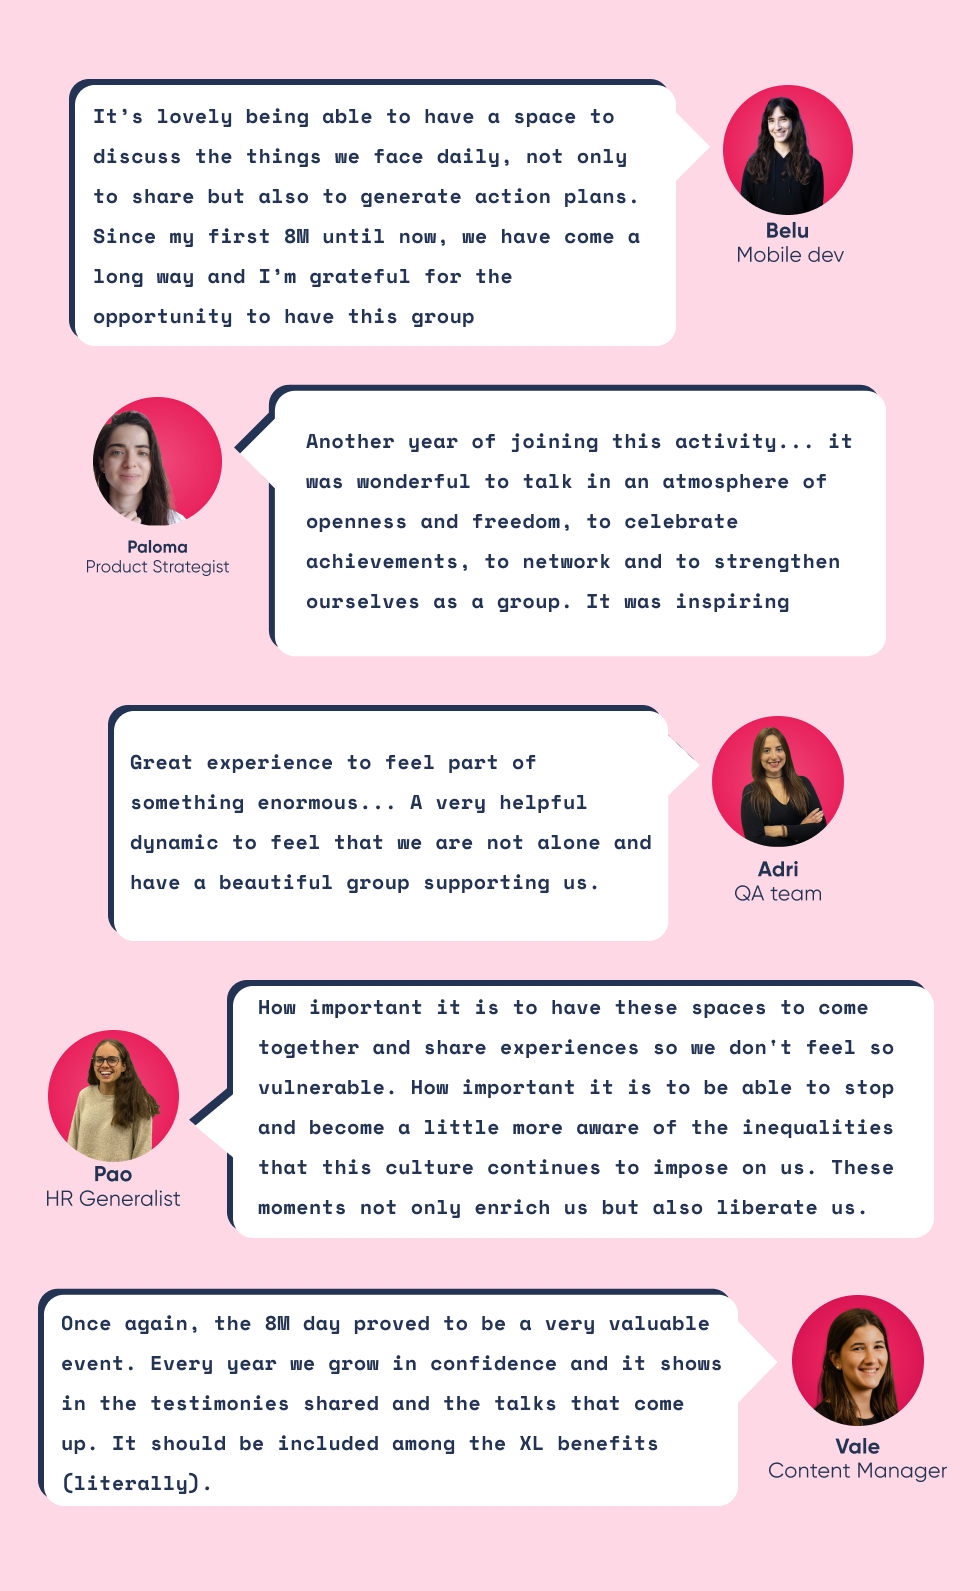 It’s lovely being able to have a space to
discuss the things we face daily, not only
to share but also to generate action plans.
Since my first 8M until now, we have come a
long way and I’m grateful for the
opportunity to have this group
Belu
Mobile dev
Another year of joining this activity... it
was wonderful to talk in an atmosphere of
openness and freedom, to celebrate
achievements, to network and to strengthen
ourselves as a group. It was inspiring
Paloma
Product Strategist
Great experience to feel part of
something enormous... A very helpful
dynamic to feel that we are not alone and
have a beautiful group supporting us.
Adri
QA team
How important it is to have these spaces to come
together and share experiences so we don't feel so
vulnerable. How important it is to be able to stop
and become a little more aware of the inequalities
that this culture continues to impose on us. These
moments not only enrich us but also liberate us.
Pao
HR Generalist
Once again, the 8M day proved to be a very valuable
event. Every year we grow in confidence and it shows
in the testimonies shared and the talks that come
up. It should be included among the XL benefits
(literally).
Vale
Content Manager